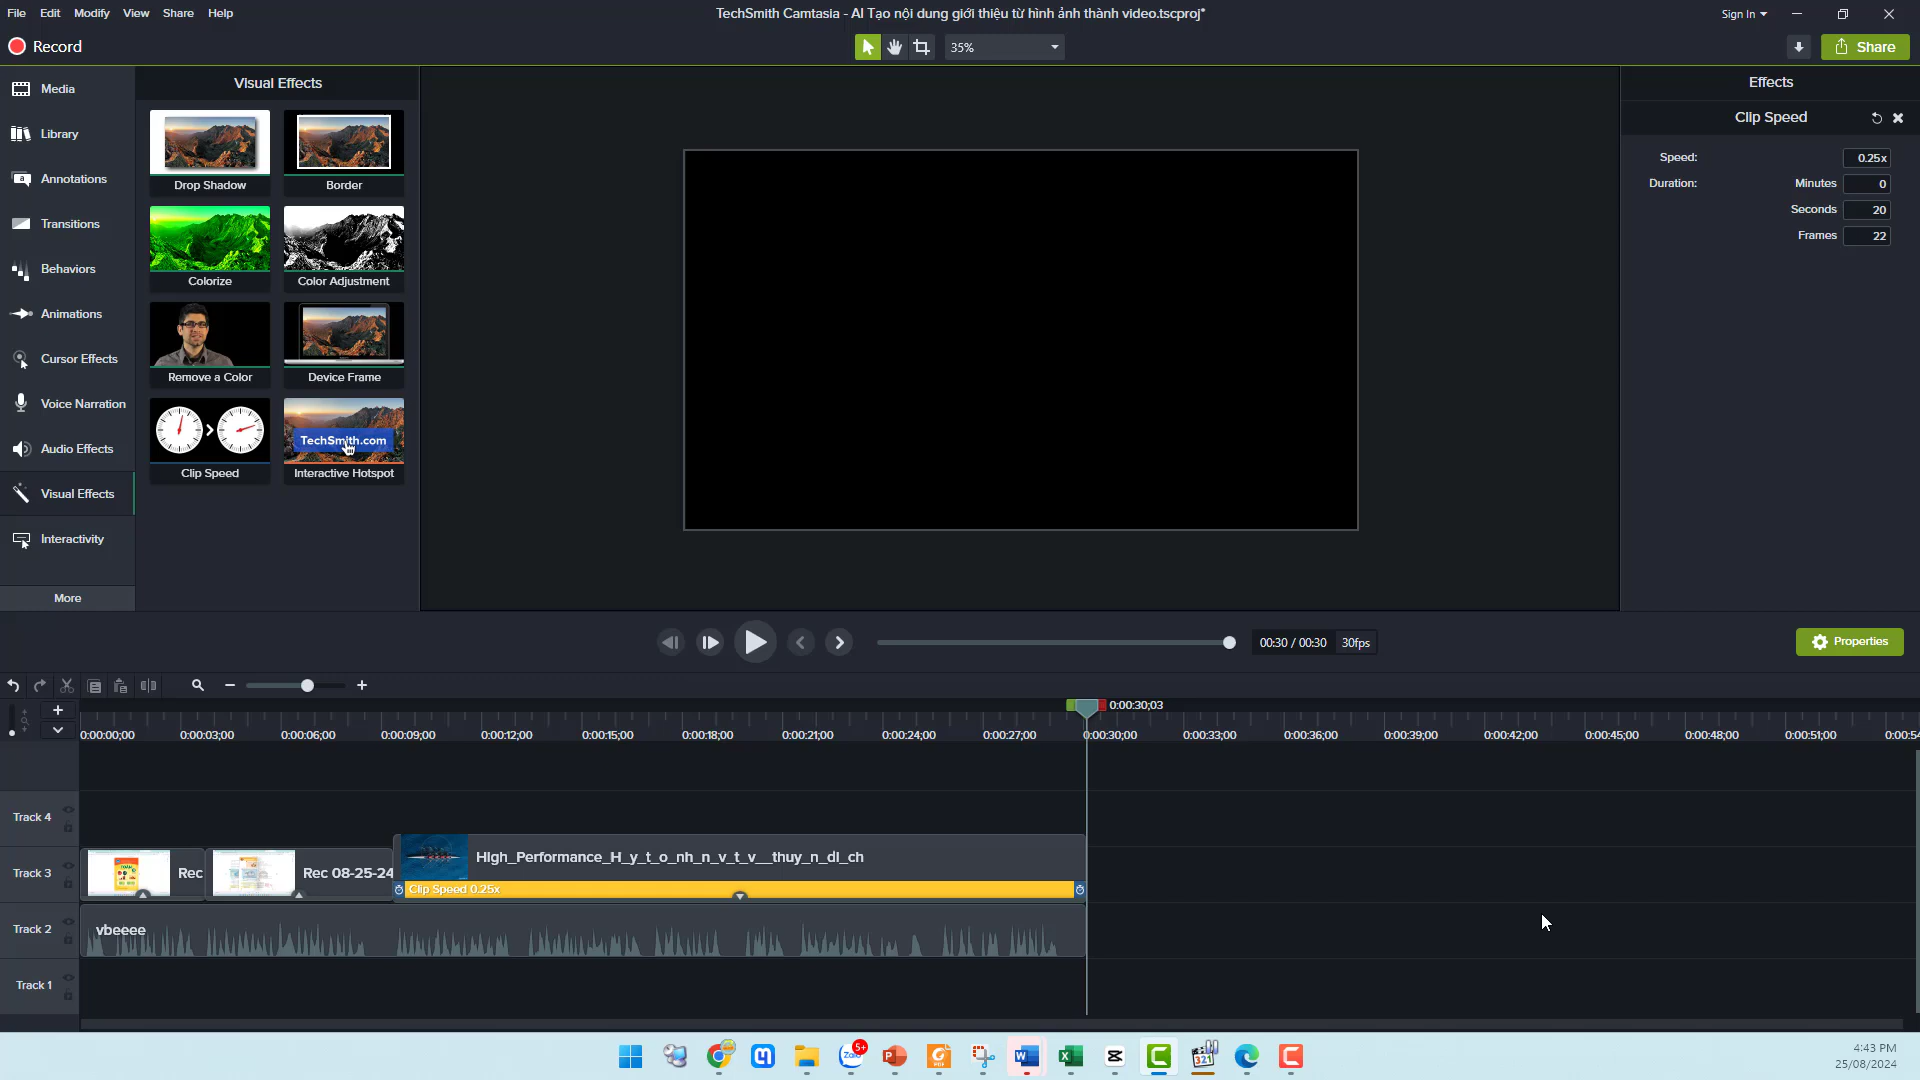 File Edit Modify View Share Help
TechSmith Camtasia - AI Tạo nội dung giới thiệu từ hình ảnh thành video.tscproj*
Sign In
Record
35%
Share
Media
Library
Annotations
Transitions
Behaviors
Animations
Cursor Effects
Voice Narration
Audio Effects
Visual Effects
Interactivity
More
Visual Effects
Drop Shadow
Border
Colorize
Color Adjustment
Remove a Color
Device Frame
Clip Speed
TechSmith.com
Interactive Hotspot
Effects
Clip Speed
Speed: 0.25x
Duration: Minutes 0
Seconds 20
Frames 22
00:30 / 00:30 30fps
Properties
0:00:30;03
0:00:00;00 0:00:03;00 0:00:06;00 0:00:09;00 0:00:12;00 0:00:15;00 0:00:18;00 0:00:21;00 0:00:24;00 0:00:27;00 0:00:30;00 0:00:33;00 0:00:36;00 0:00:39;00 0:00:42;00 0:00:45;00 0:00:48;00 0:00:51;00 0:00:54
Track 4
Track 3
Rec
Rec 08-25-24
High_Performance_H_y_t_o_nh_n_v_t_v__thuy_n_di_ch
Clip Speed 0.25x
Track 2
vbeeee
Track 1
Zalo
5+
321
4:43 PM
25/08/2024